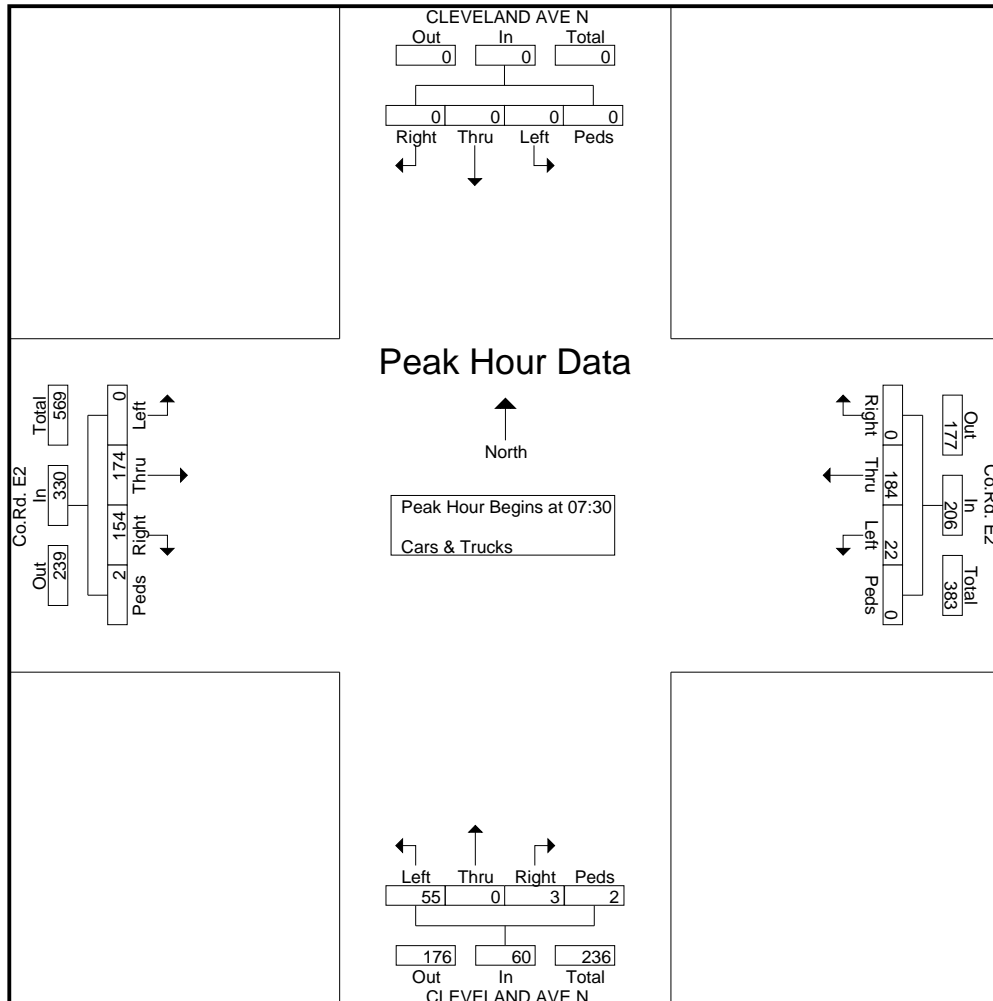 CLEVELAND AVE N
Out In Total
0 0 0
0 0 0 0
Right Thru Left Peds
Peak Hour Data
North
Peak Hour Begins at 07:30
Cars & Trucks
Co.Rd. E2
Total In Out
569 330 239
0 174 154 2
Left Thru Right Peds
Co.Rd. E2
Out In Total
177 206 383
0 184 22 0
Right Thru Left Peds
Left Thru Right Peds
55 0 3 2
176 60 236
Out In Total
CLEVELAND AVE N